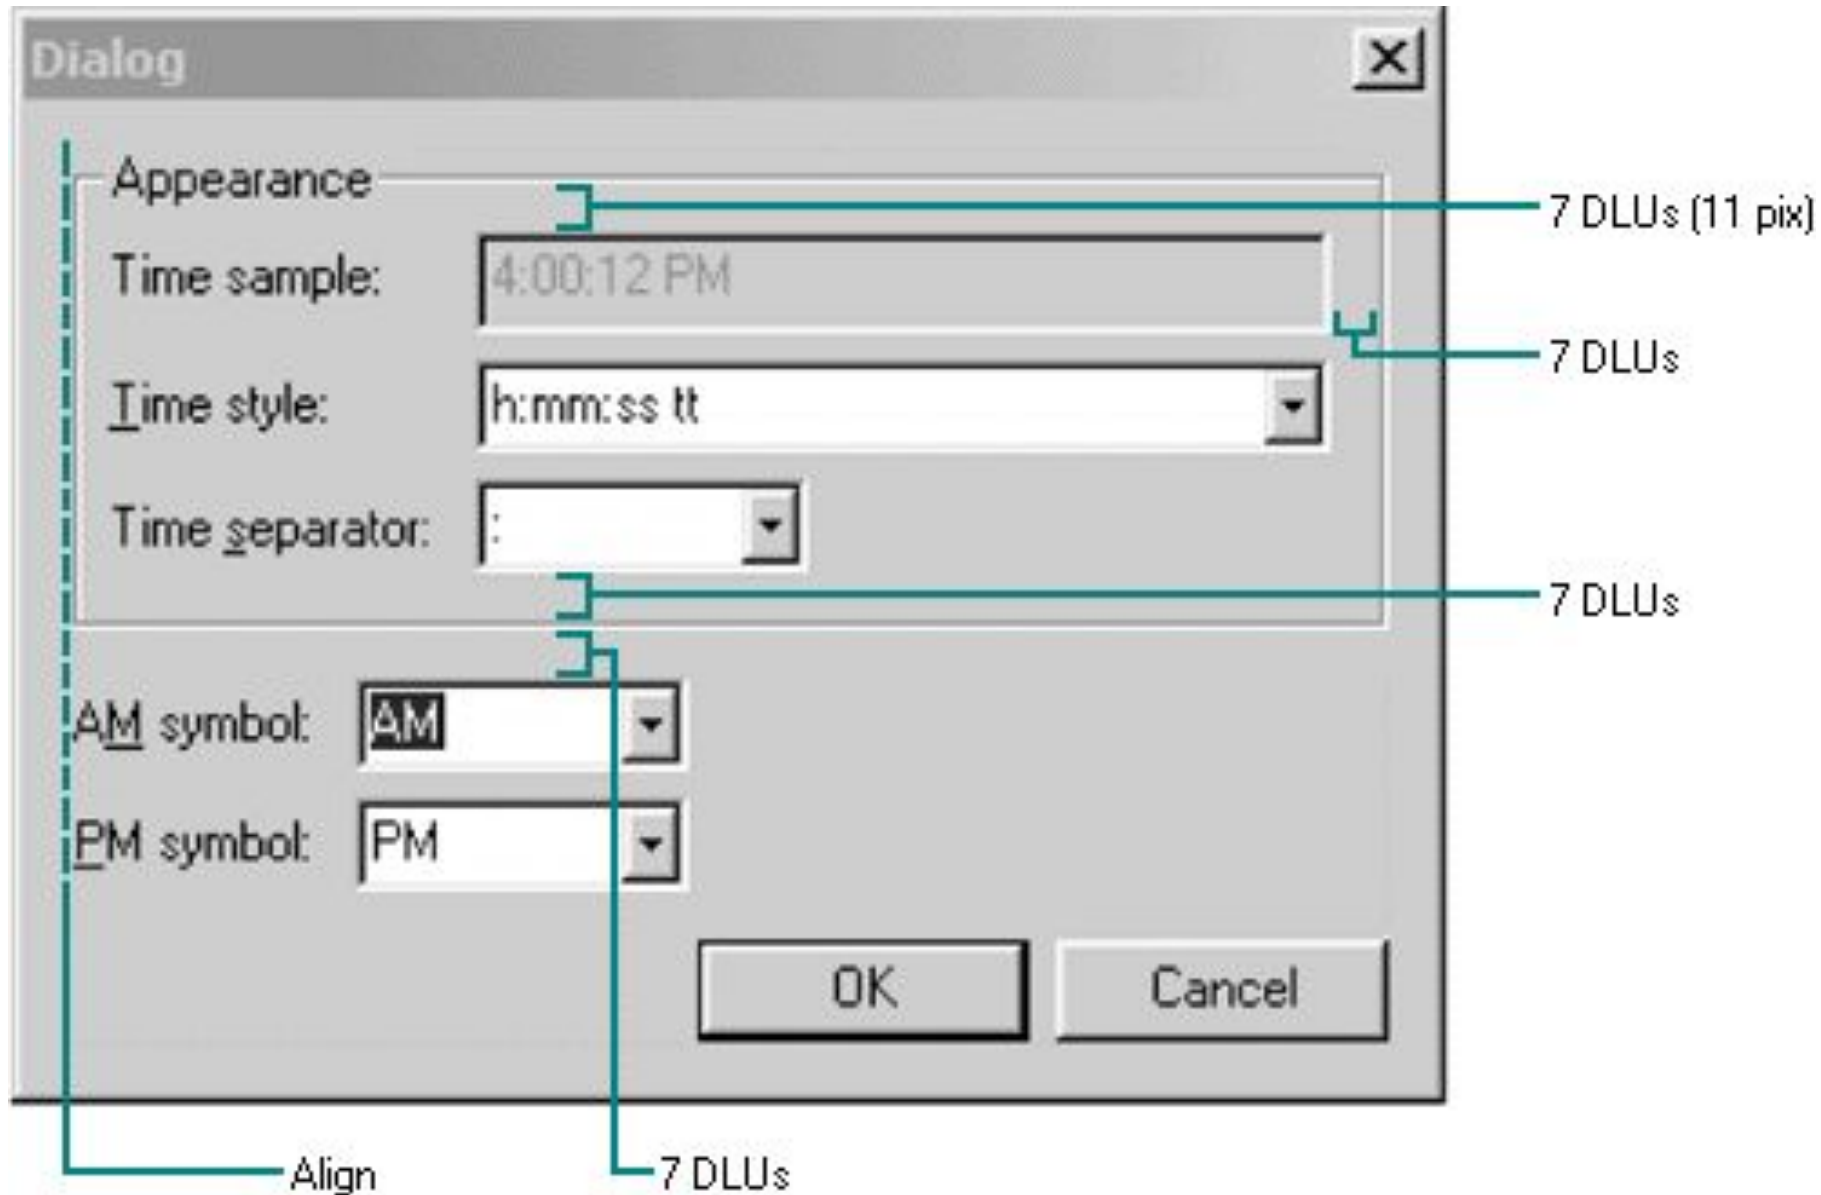 Dialog
Appearance
7 DLUs (11 pix)
Time sample: 4:00:12 PM
7 DLUs
Time style: h:mm:ss tt
Time separator: :
7 DLUs
AM symbol: AM
PM symbol: PM
OK Cancel
Align 7 DLUs